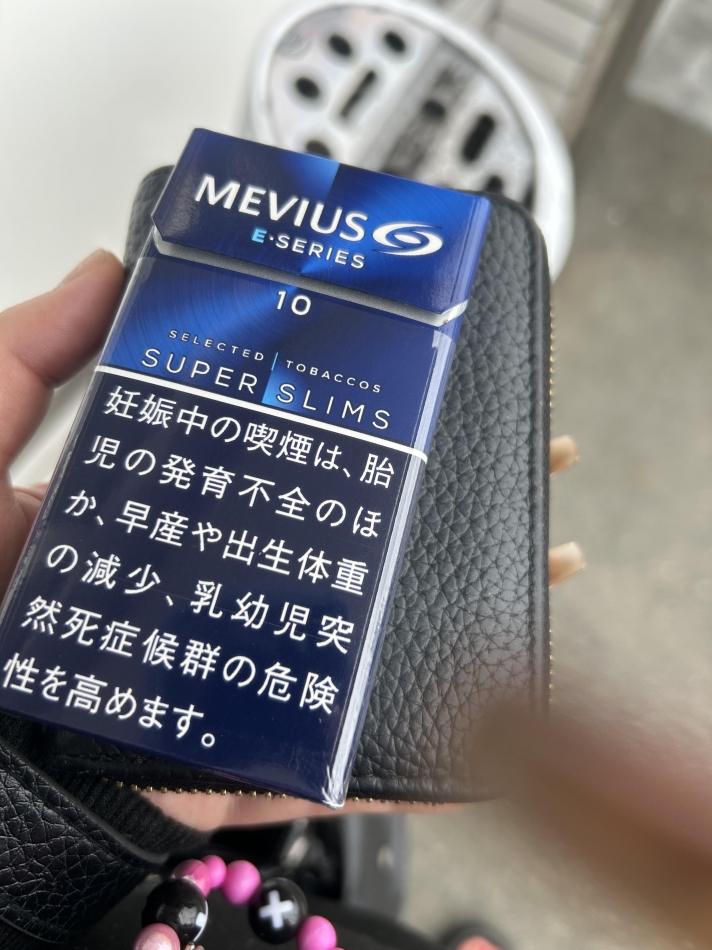 MEVIUS
E・SERIES
10
SELECTED TOBACCOS
SUPER SLIMS
妊娠中の喫煙は、胎
児の発育不全のほ
か、早産や出生体重
の減少、乳幼児突
然死症候群の危険
性を高めます。